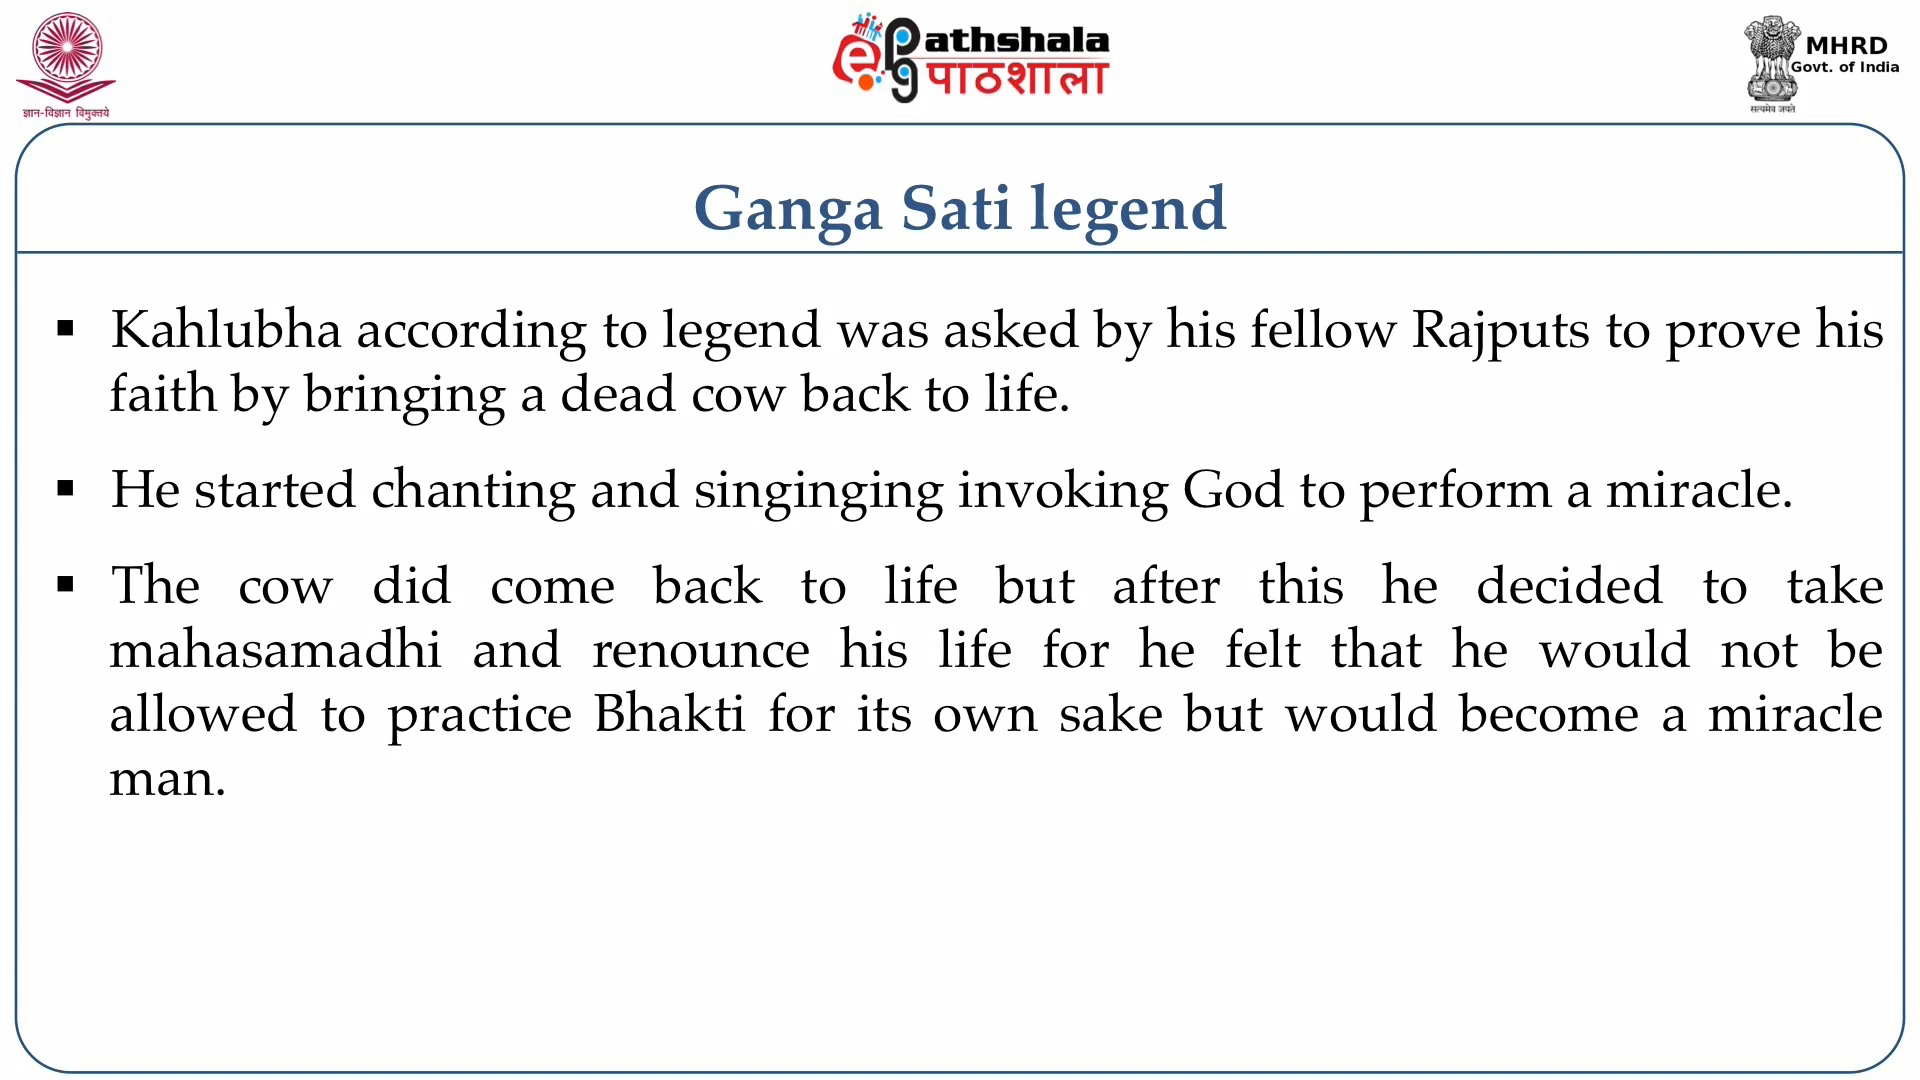 ज्ञान-विज्ञान विमुक्तये
e pg Pathshala
पाठशाला
MHRD
Govt. of India
सत्यमेव जयते
Ganga Sati legend
▪ Kahlubha according to legend was asked by his fellow Rajputs to prove his
faith by bringing a dead cow back to life.
▪ He started chanting and singinging invoking God to perform a miracle.
▪ The cow did come back to life but after this he decided to take
mahasamadhi and renounce his life for he felt that he would not be
allowed to practice Bhakti for its own sake but would become a miracle
man.